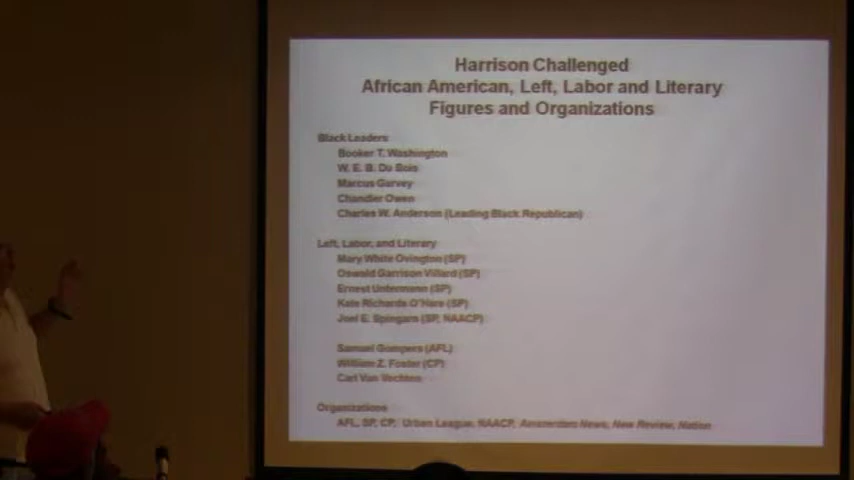 Harrison Challenged
African American, Left, Labor and Literary
Figures and Organizations
Black Leaders
Booker T. Washington
W. E. B. Du Bois
Marcus Garvey
Chandler Owen
Charles W. Anderson (Leading Black Republican)
Left, Labor, and Literary
Mary White Ovington (SP)
Oswald Garrison Villard (SP)
Ernest Untermann (SP)
Kate Richards O'Hare (SP)
Joel E. Spingarn (SP, NAACP)
Samuel Gompers (AFL)
William Z. Foster (CP)
Carl Van Vechten
Organizations
AFL, SP, CP, Urban League, NAACP, Amsterdam News, New Review, Nation